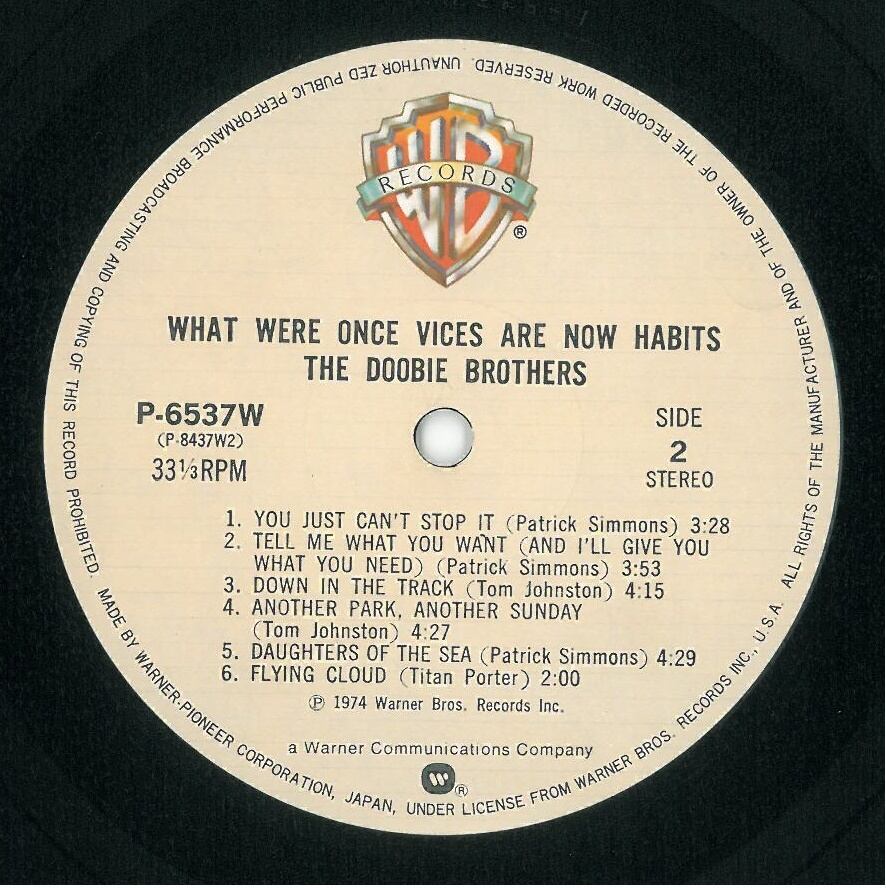 RECORDS
®
WHAT WERE ONCE VICES ARE NOW HABITS
THE DOOBIE BROTHERS
P-6537W
(P-8437W2)
33⅓RPM
SIDE
2
STEREO
1. YOU JUST CAN'T STOP IT (Patrick Simmons) 3:28
2. TELL ME WHAT YOU WANT (AND I'LL GIVE YOU
WHAT YOU NEED) (Patrick Simmons) 3:53
3. DOWN IN THE TRACK (Tom Johnston) 4:15
4. ANOTHER PARK, ANOTHER SUNDAY
(Tom Johnston) 4:27
5. DAUGHTERS OF THE SEA (Patrick Simmons) 4:29
6. FLYING CLOUD (Titan Porter) 2:00
℗ 1974 Warner Bros. Records Inc.
a Warner Communications Company
®
MADE BY WARNER-PIONEER CORPORATION, JAPAN, UNDER LICENSE FROM WARNER BROS. RECORDS INC., U.S.A. ALL RIGHTS OF THE MANUFACTURER AND OF THE OWNER OF THE RECORDED WORK RESERVED. UNAUTHOR ZED PUBLIC PERFORMANCE BROADCASTING AND COPYING OF THIS RECORD PROHIBITED.